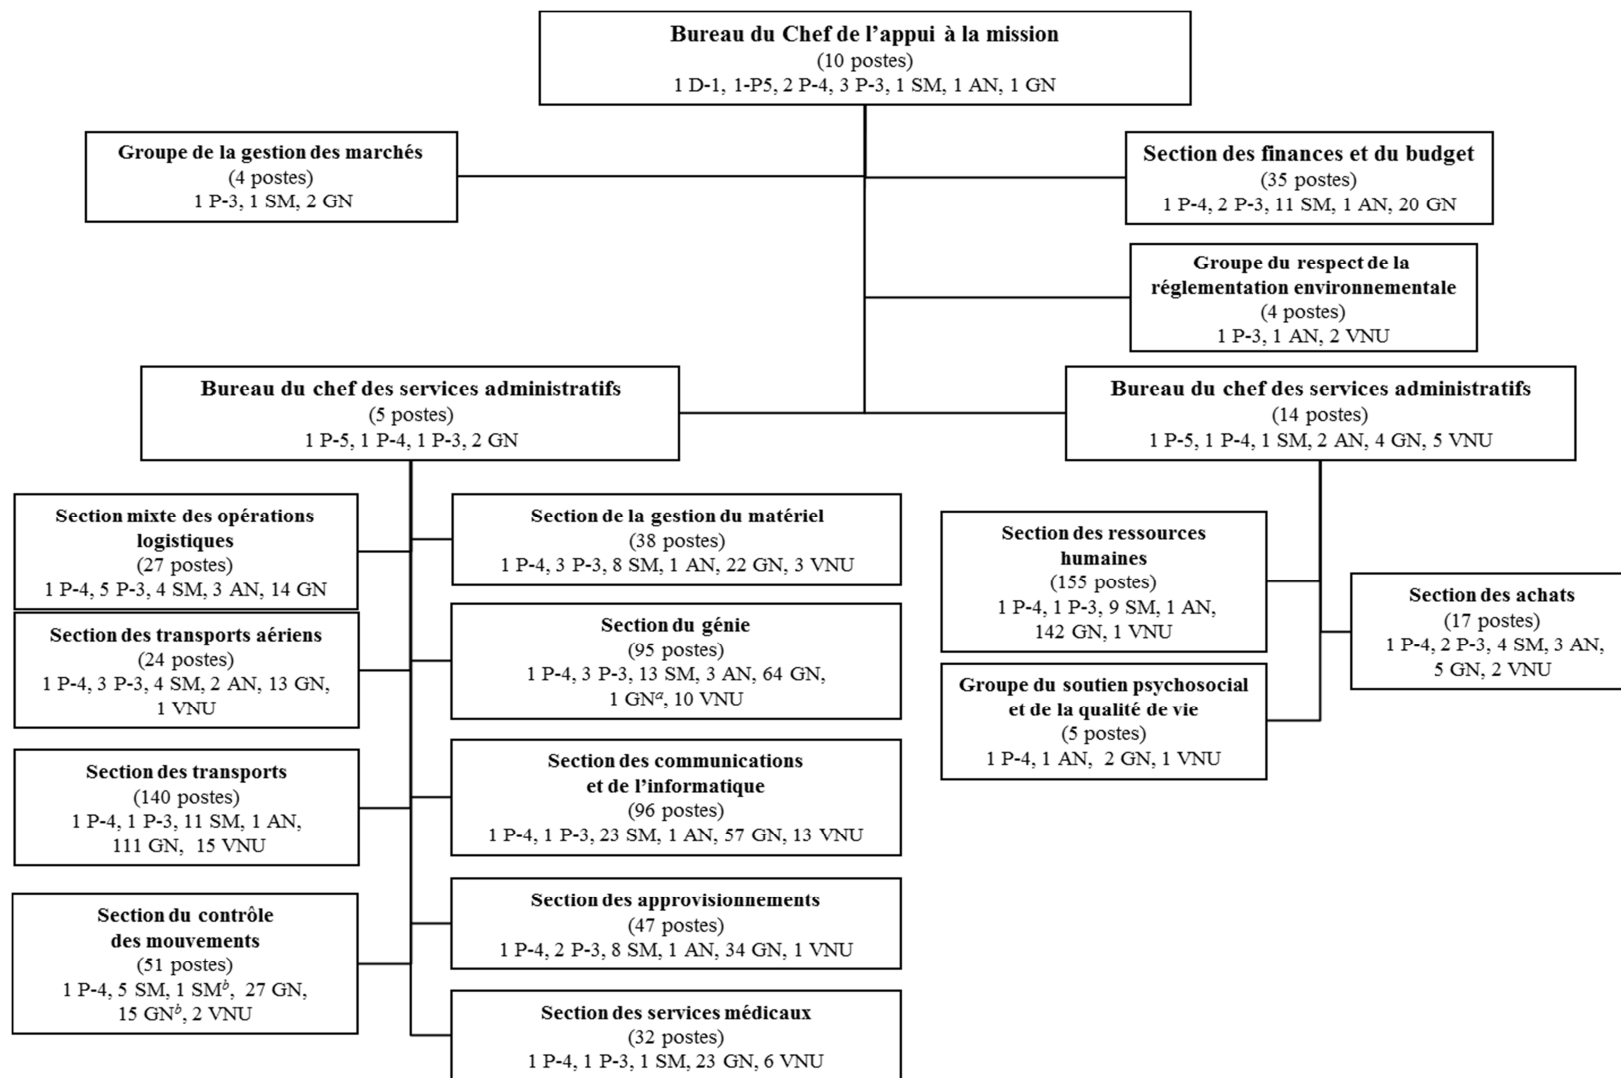 Bureau du Chef de l’appui à la mission
(10 postes)
1 D-1, 1-P5, 2 P-4, 3 P-3, 1 SM, 1 AN, 1 GN
Groupe de la gestion des marchés
(4 postes)
1 P-3, 1 SM, 2 GN
Section des finances et du budget
(35 postes)
1 P-4, 2 P-3, 11 SM, 1 AN, 20 GN
Groupe du respect de la
réglementation environnementale
(4 postes)
1 P-3, 1 AN, 2 VNU
Bureau du chef des services administratifs
(5 postes)
1 P-5, 1 P-4, 1 P-3, 2 GN
Bureau du chef des services administratifs
(14 postes)
1 P-5, 1 P-4, 1 SM, 2 AN, 4 GN, 5 VNU
Section mixte des opérations
logistiques
(27 postes)
1 P-4, 5 P-3, 4 SM, 3 AN, 14 GN
Section des transports aériens
(24 postes)
1 P-4, 3 P-3, 4 SM, 2 AN, 13 GN,
1 VNU
Section des transports
(140 postes)
1 P-4, 1 P-3, 11 SM, 1 AN,
111 GN, 15 VNU
Section du contrôle
des mouvements
(51 postes)
1 P-4, 5 SM, 1 SMᵇ, 27 GN,
15 GNᵇ, 2 VNU
Section de la gestion du matériel
(38 postes)
1 P-4, 3 P-3, 8 SM, 1 AN, 22 GN, 3 VNU
Section du génie
(95 postes)
1 P-4, 3 P-3, 13 SM, 3 AN, 64 GN,
1 GNᵃ, 10 VNU
Section des communications
et de l’informatique
(96 postes)
1 P-4, 1 P-3, 23 SM, 1 AN, 57 GN, 13 VNU
Section des approvisionnements
(47 postes)
1 P-4, 2 P-3, 8 SM, 1 AN, 34 GN, 1 VNU
Section des services médicaux
(32 postes)
1 P-4, 1 P-3, 1 SM, 23 GN, 6 VNU
Section des ressources
humaines
(155 postes)
1 P-4, 1 P-3, 9 SM, 1 AN,
142 GN, 1 VNU
Groupe du soutien psychosocial
et de la qualité de vie
(5 postes)
1 P-4, 1 AN, 2 GN, 1 VNU
Section des achats
(17 postes)
1 P-4, 2 P-3, 4 SM, 3 AN,
5 GN, 2 VNU